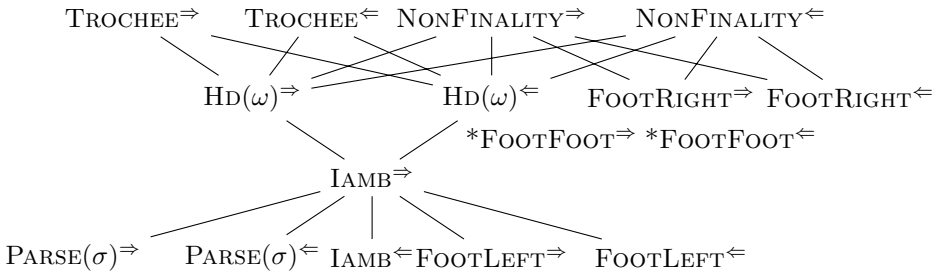 TROCHEE⇒ TROCHEE⇐ NONFINALITY⇒ NONFINALITY⇐
HD(ω)⇒ HD(ω)⇐ FOOTRIGHT⇒ FOOTRIGHT⇐
*FOOTFOOT⇒ *FOOTFOOT⇐
IAMB⇒
PARSE(σ)⇒ PARSE(σ)⇐ IAMB⇐ FOOTLEFT⇒ FOOTLEFT⇐